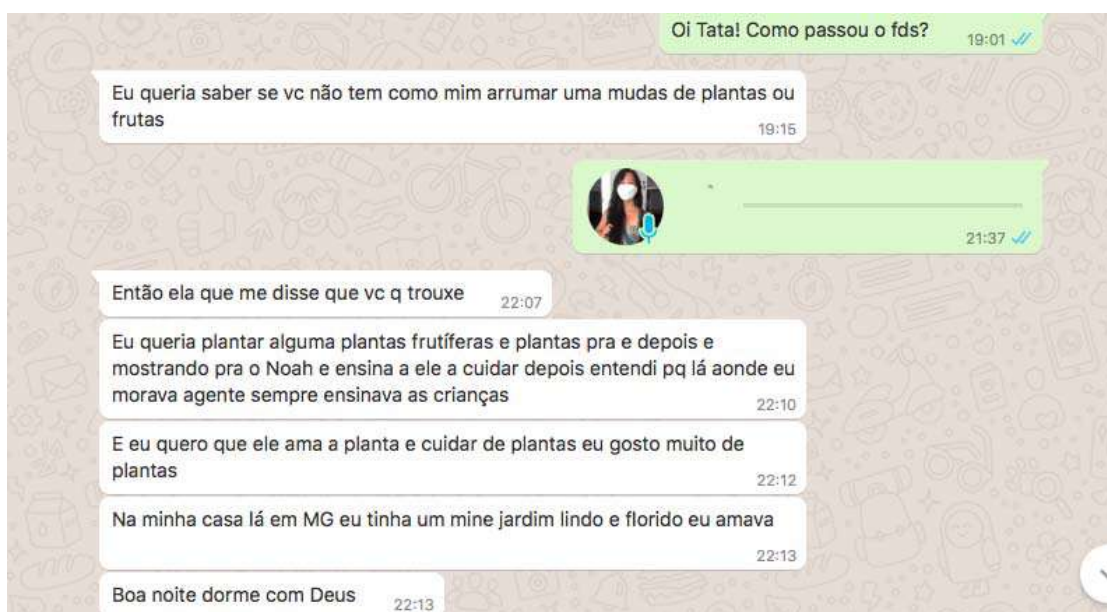 Oi Tata! Como passou o fds?
19:01
Eu queria saber se vc não tem como mim arrumar uma mudas de plantas ou
frutas
19:15
21:37
Então ela que me disse que vc q trouxe
22:07
Eu queria plantar alguma plantas frutíferas e plantas pra e depois e
mostrando pra o Noah e ensina a ele a cuidar depois entendi pq lá aonde eu
morava agente sempre ensinava as crianças
22:10
E eu quero que ele ama a planta e cuidar de plantas eu gosto muito de
plantas
22:12
Na minha casa lá em MG eu tinha um mine jardim lindo e florido eu amava
22:13
Boa noite dorme com Deus
22:13